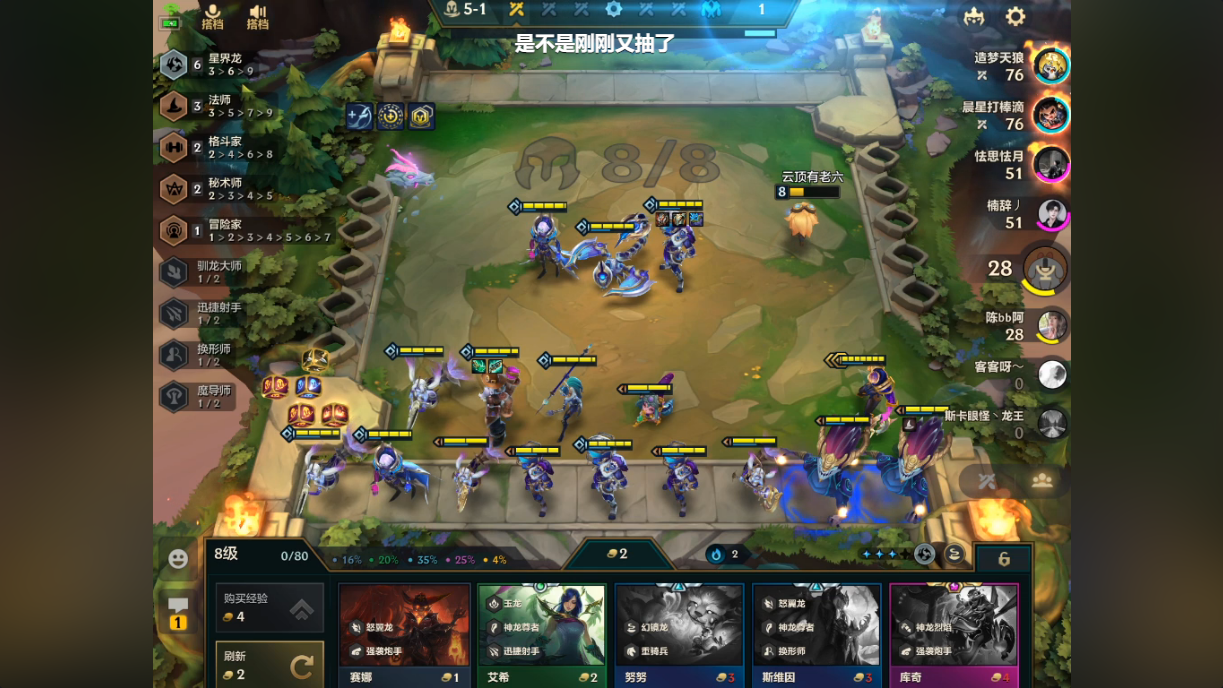 搭档
搭档
5-1
1
是不是刚刚又抽了
6 星界龙
3 > 6 > 9
3 法师
3 > 5 > 7 > 9
2 格斗家
2 > 4 > 6 > 8
2 秘术师
2 > 3 > 4 > 5
1 冒险家
1 > 2 > 3 > 4 > 5 > 6 > 7
驯龙大师
1 / 2
迅捷射手
1 / 2
换形师
1 / 2
魔导师
1 / 2
8/8
云顶有老六
8
造梦天狼
76
晨星打棒滴
76
怯思怯月
51
楠辞丿
51
28
陈bb阿
28
客客呀～
0
斯卡眼怪丶龙王
0
8级
0/80
16% 20% 35% 25% 4%
2
2
6
购买经验
4
刷新
2
1
怒翼龙
强袭炮手
赛娜 1
玉龙
神龙尊者
迅捷射手
艾希 2
幻镜龙
重骑兵
努努 3
怒翼龙
神龙尊者
换形师
斯维因 3
神龙烈焰
强袭炮手
库奇 4